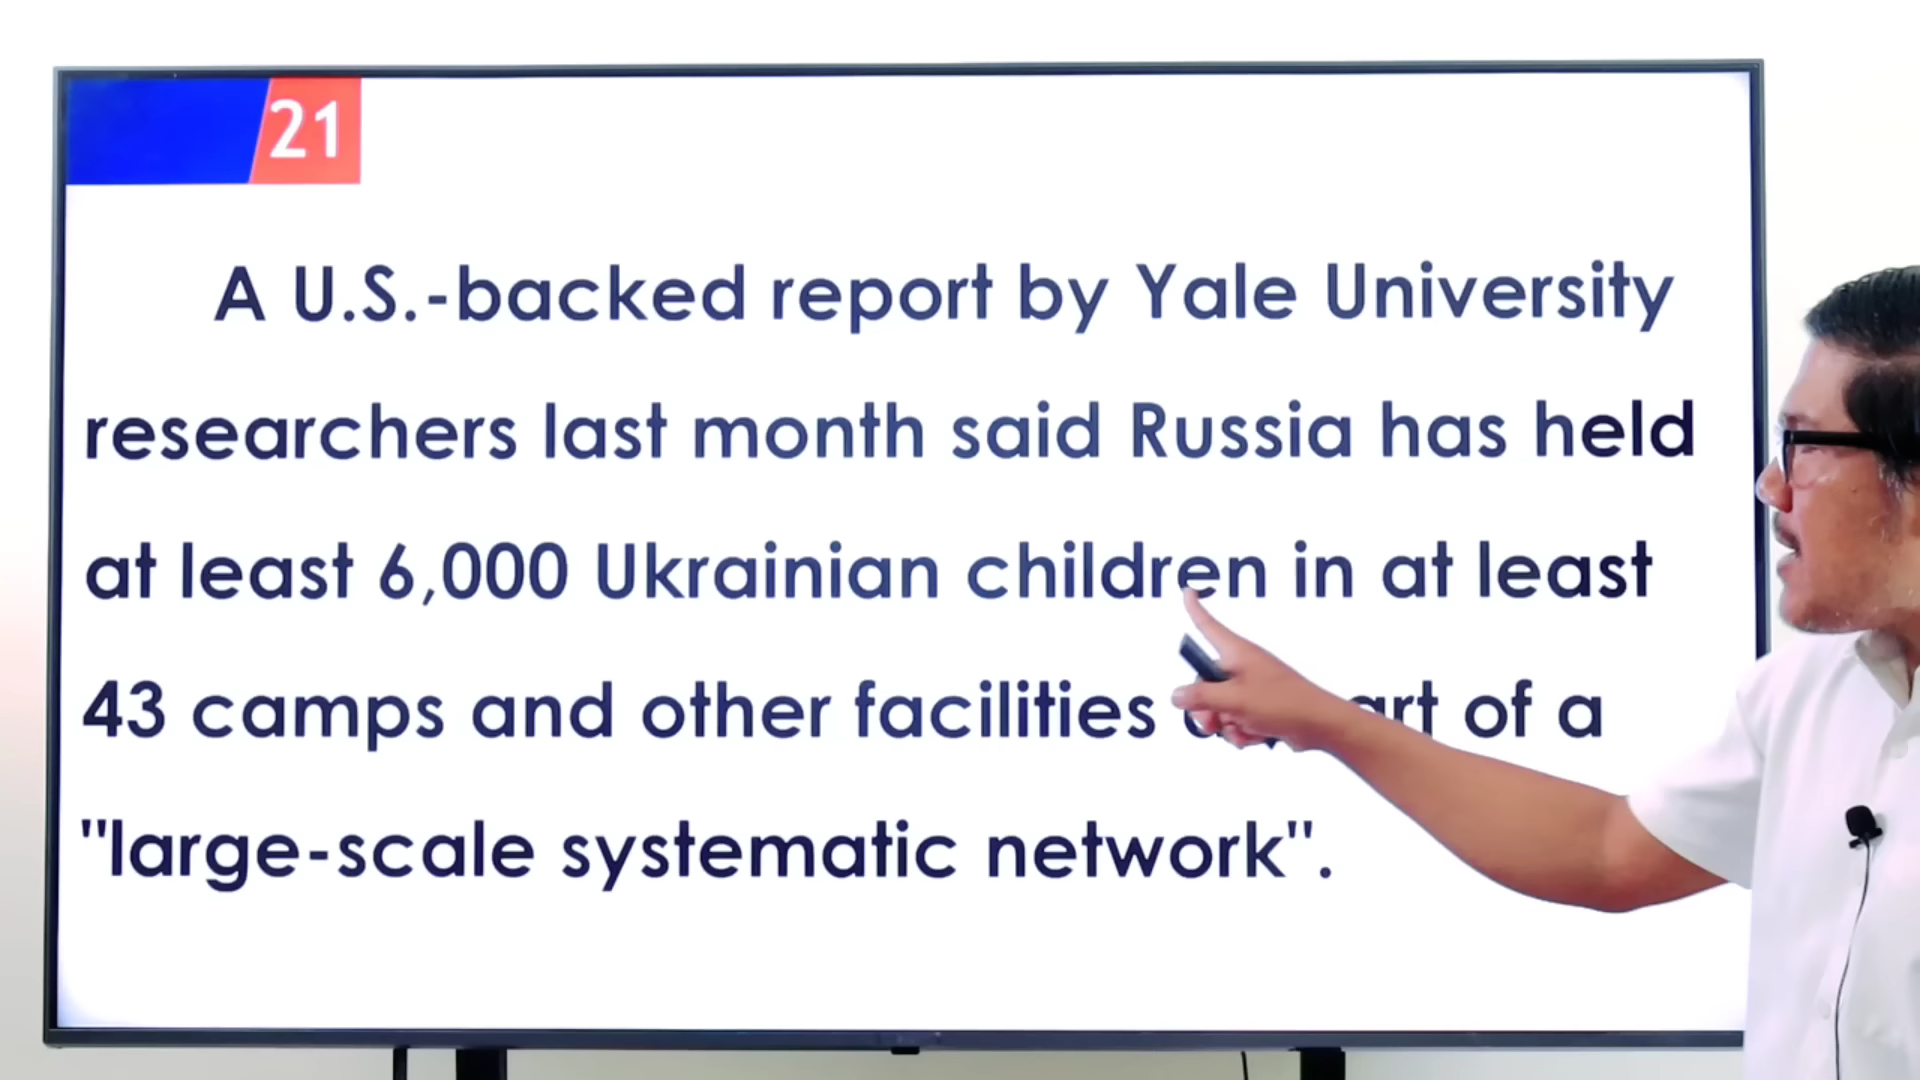 21
A U.S.-backed report by Yale University
researchers last month said Russia has held
at least 6,000 Ukrainian children in at least
43 camps and other facilities of a
"large-scale systematic network".